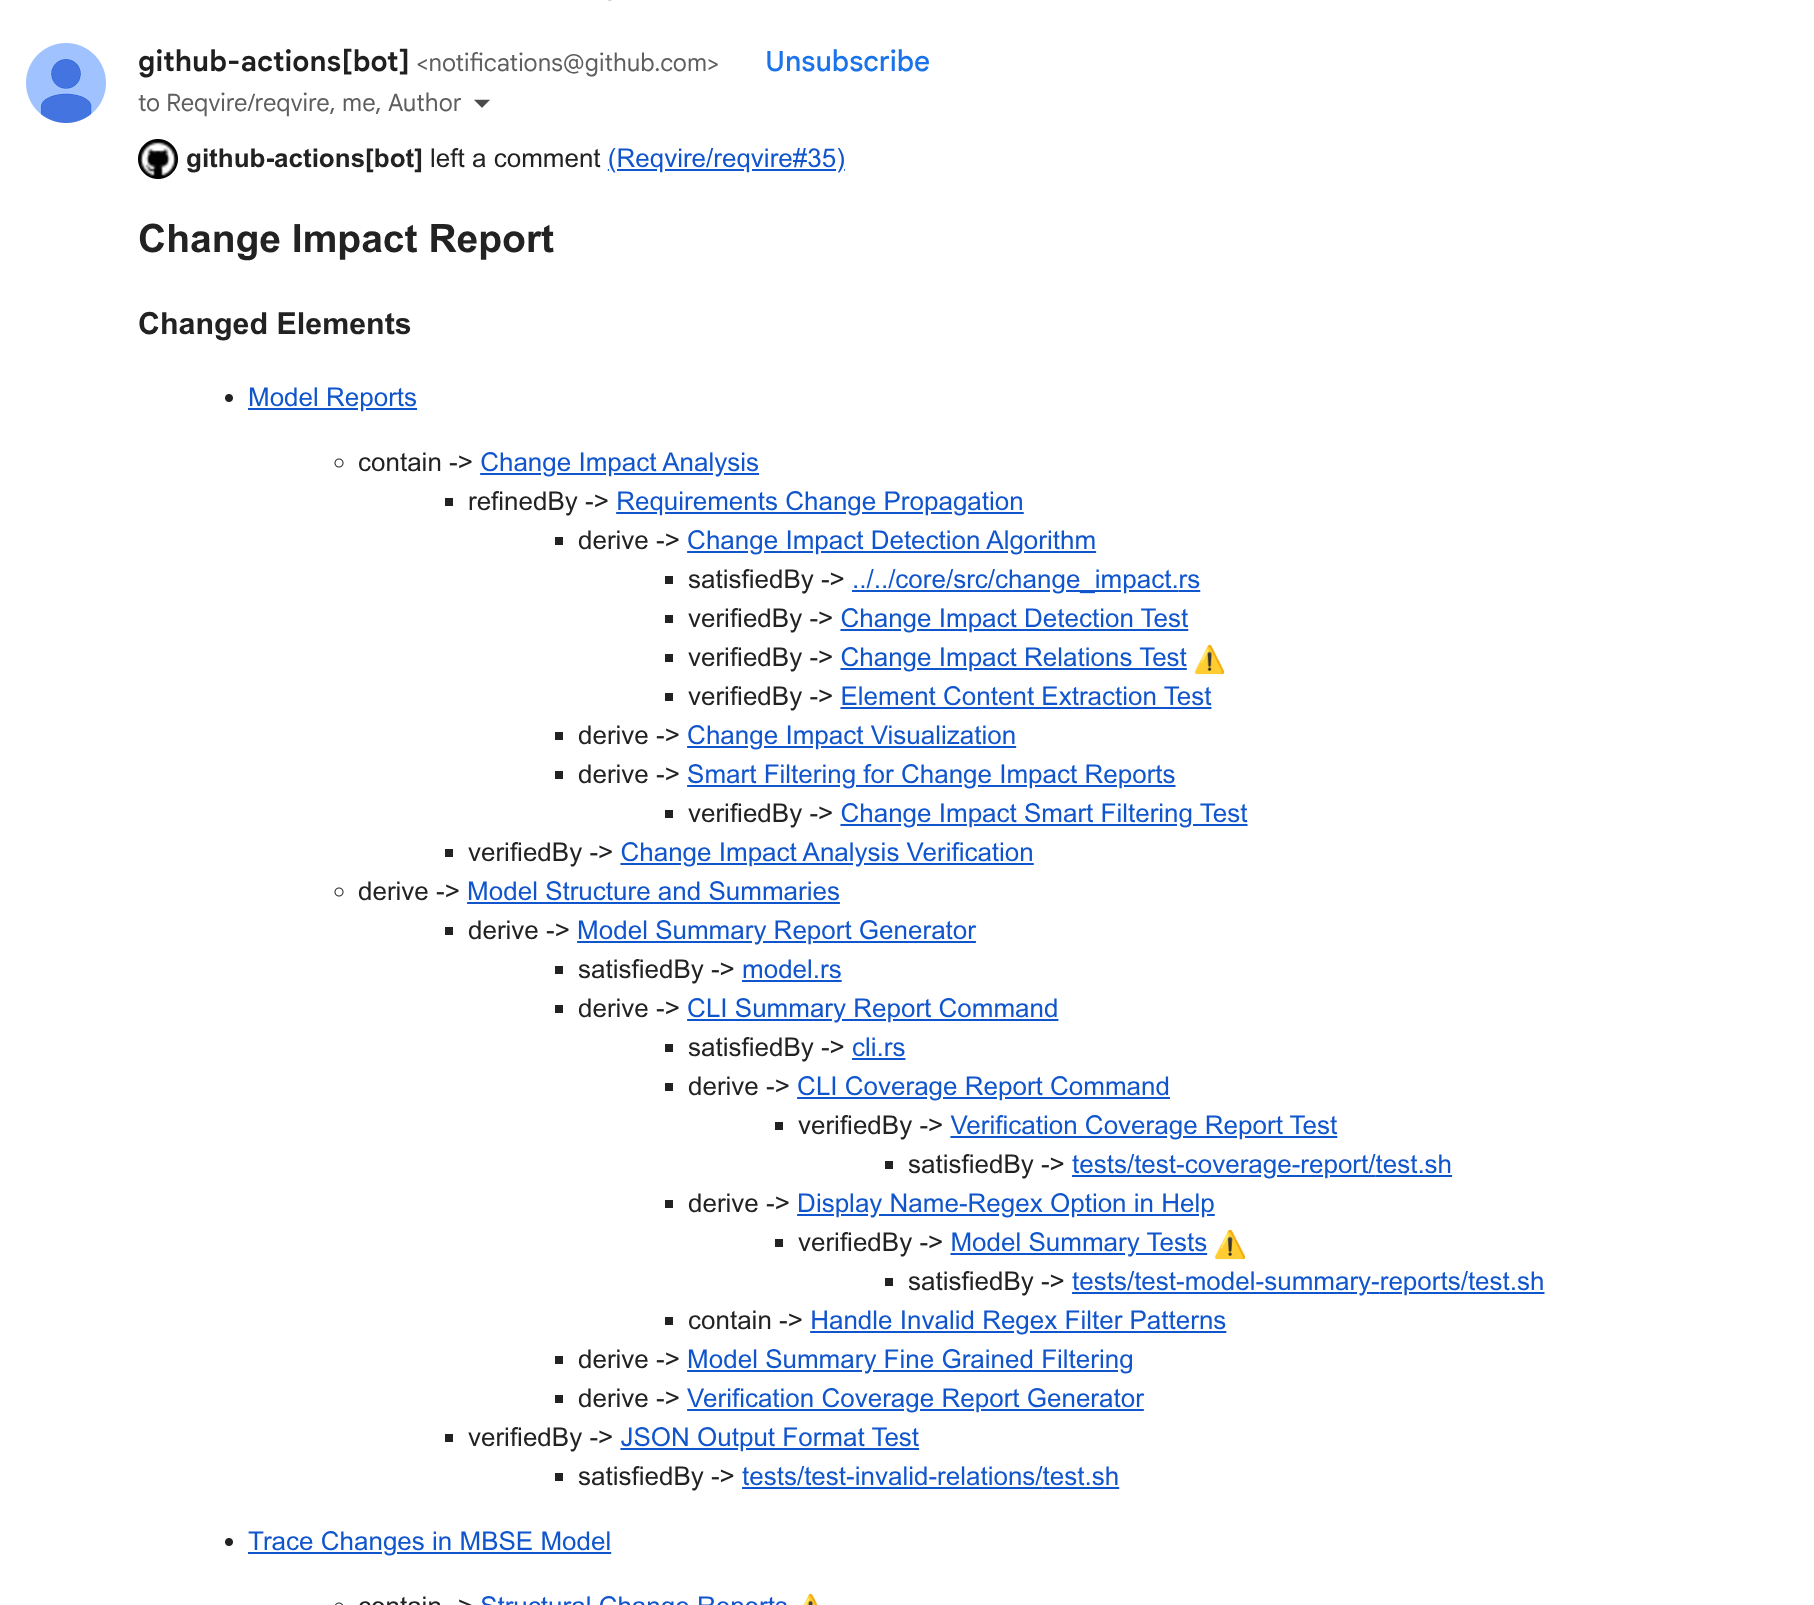 github-actions[bot] <notifications@github.com> Unsubscribe
to Reqvire/reqvire, me, Author
github-actions[bot] left a comment (Reqvire/reqvire#35)
Change Impact Report
Changed Elements
• Model Reports
○ contain -> Change Impact Analysis
▪ refinedBy -> Requirements Change Propagation
▪ derive -> Change Impact Detection Algorithm
▪ satisfiedBy -> ../../core/src/change_impact.rs
▪ verifiedBy -> Change Impact Detection Test
▪ verifiedBy -> Change Impact Relations Test ⚠️
▪ verifiedBy -> Element Content Extraction Test
▪ derive -> Change Impact Visualization
▪ derive -> Smart Filtering for Change Impact Reports
▪ verifiedBy -> Change Impact Smart Filtering Test
▪ verifiedBy -> Change Impact Analysis Verification
○ derive -> Model Structure and Summaries
▪ derive -> Model Summary Report Generator
▪ satisfiedBy -> model.rs
▪ derive -> CLI Summary Report Command
▪ satisfiedBy -> cli.rs
▪ derive -> CLI Coverage Report Command
▪ verifiedBy -> Verification Coverage Report Test
▪ satisfiedBy -> tests/test-coverage-report/test.sh
▪ derive -> Display Name-Regex Option in Help
▪ verifiedBy -> Model Summary Tests ⚠️
▪ satisfiedBy -> tests/test-model-summary-reports/test.sh
▪ contain -> Handle Invalid Regex Filter Patterns
▪ derive -> Model Summary Fine Grained Filtering
▪ derive -> Verification Coverage Report Generator
▪ verifiedBy -> JSON Output Format Test
▪ satisfiedBy -> tests/test-invalid-relations/test.sh
• Trace Changes in MBSE Model
○ contain -> Structural Change Reports ⚠️